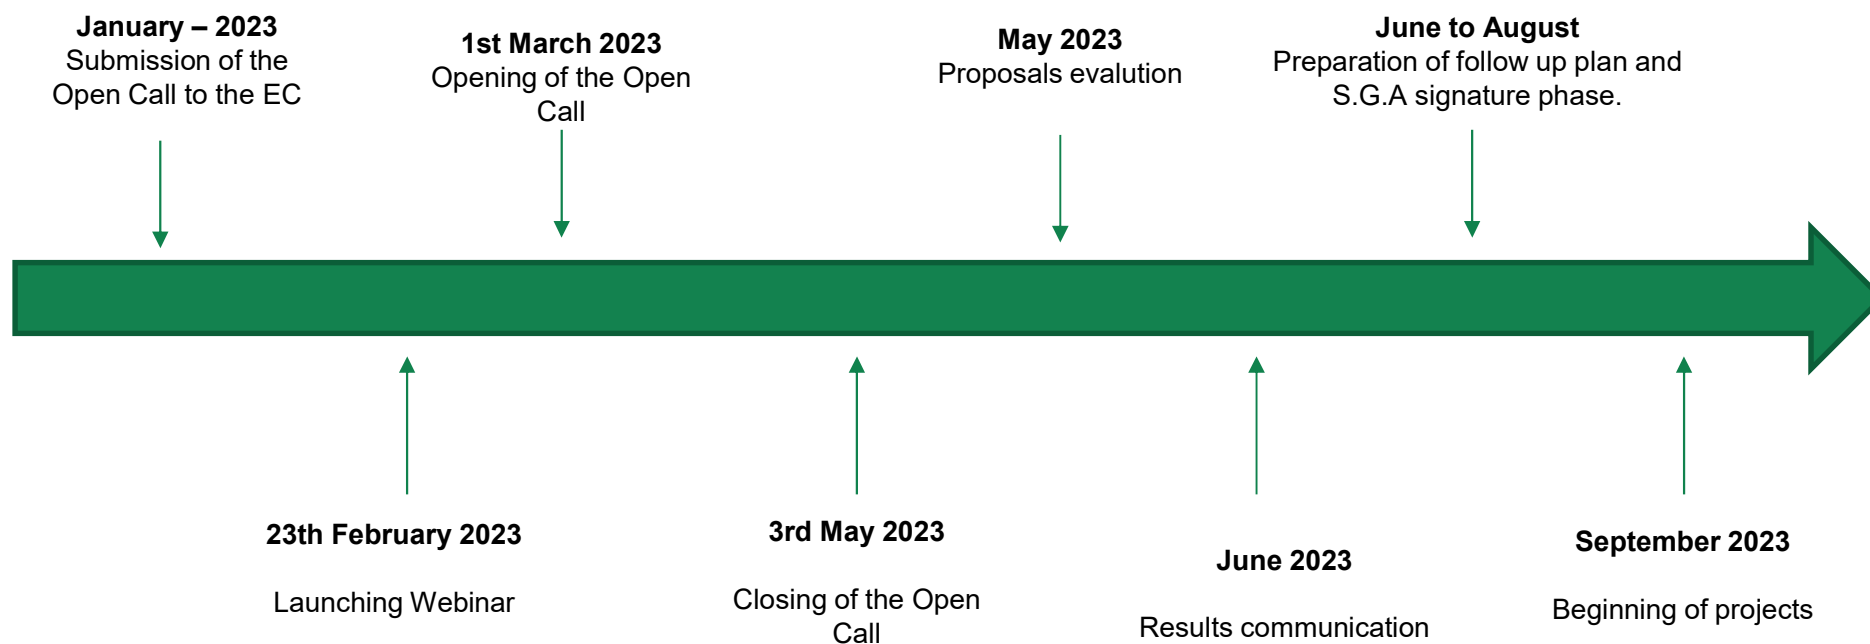 January – 2023
Submission of the
Open Call to the EC
1st March 2023
Opening of the Open
Call
May 2023
Proposals evalution
June to August
Preparation of follow up plan and
S.G.A signature phase.
23th February 2023
Launching Webinar
3rd May 2023
Closing of the Open
Call
June 2023
Results communication
September 2023
Beginning of projects